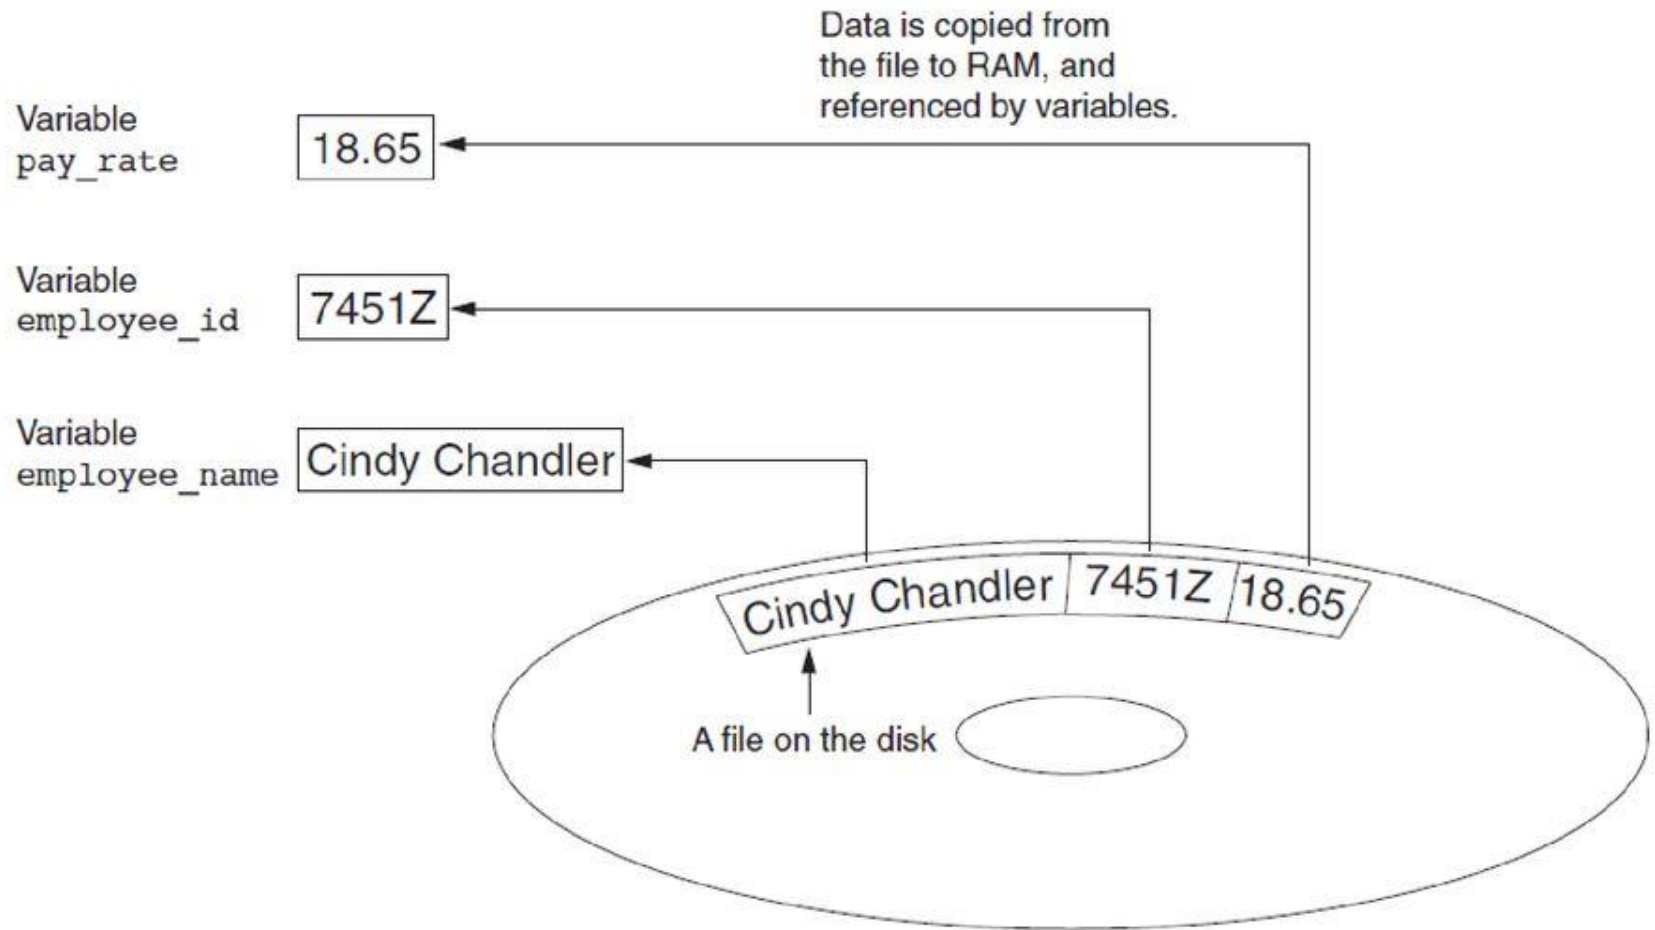 Data is copied from
the file to RAM, and
referenced by variables.
Variable
pay_rate
18.65
Variable
employee_id
7451Z
Variable
employee_name
Cindy Chandler
Cindy Chandler 7451Z 18.65
A file on the disk